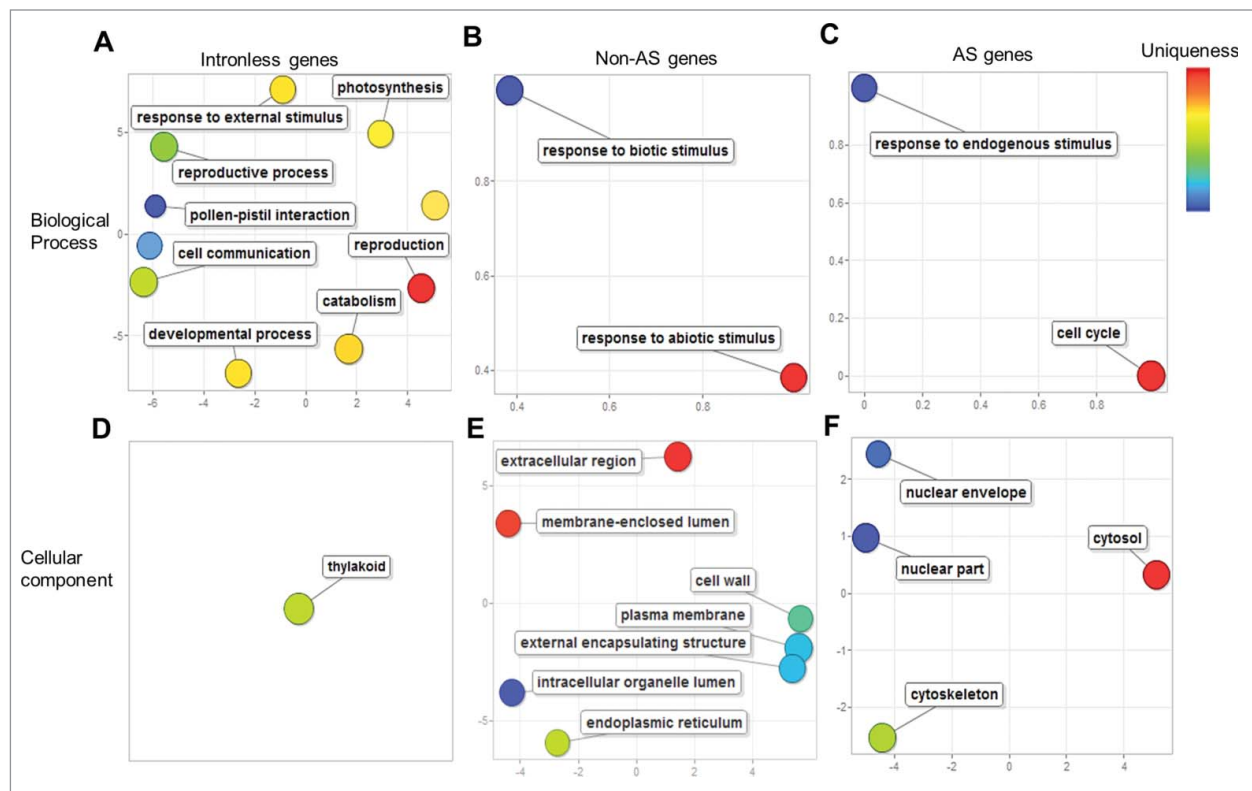 A
B
C
Intronless genes
Non-AS genes
AS genes
Uniqueness
Biological
Process
photosynthesis
response to external stimulus
reproductive process
pollen-pistil interaction
cell communication
reproduction
catabolism
developmental process
5
0
-5
-6
-4
-2
0
2
4
response to biotic stimulus
response to abiotic stimulus
0.8
0.6
0.4
0.4
0.6
0.8
response to endogenous stimulus
cell cycle
0.8
0.6
0.4
0.2
0
0
0.2
0.4
0.6
0.8
D
E
F
Cellular
component
thylakoid
extracellular region
membrane-enclosed lumen
cell wall
plasma membrane
external encapsulating structure
intracellular organelle lumen
endoplasmic reticulum
5
0
-5
-4
-2
0
2
4
nuclear envelope
cytosol
nuclear part
cytoskeleton
2
1
0
-1
-2
-4
-2
0
2
4